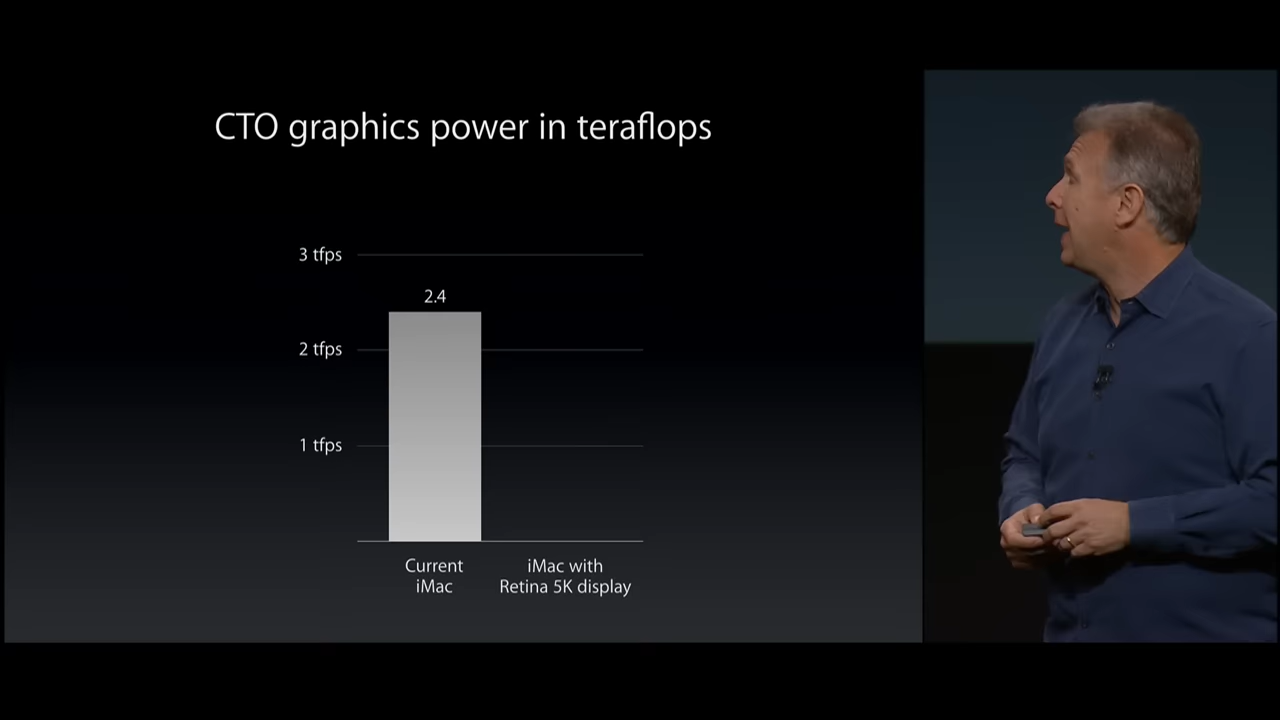 CTO graphics power in teraflops
3 tfps
2.4
2 tfps
1 tfps
Current
iMac
iMac with
Retina 5K display